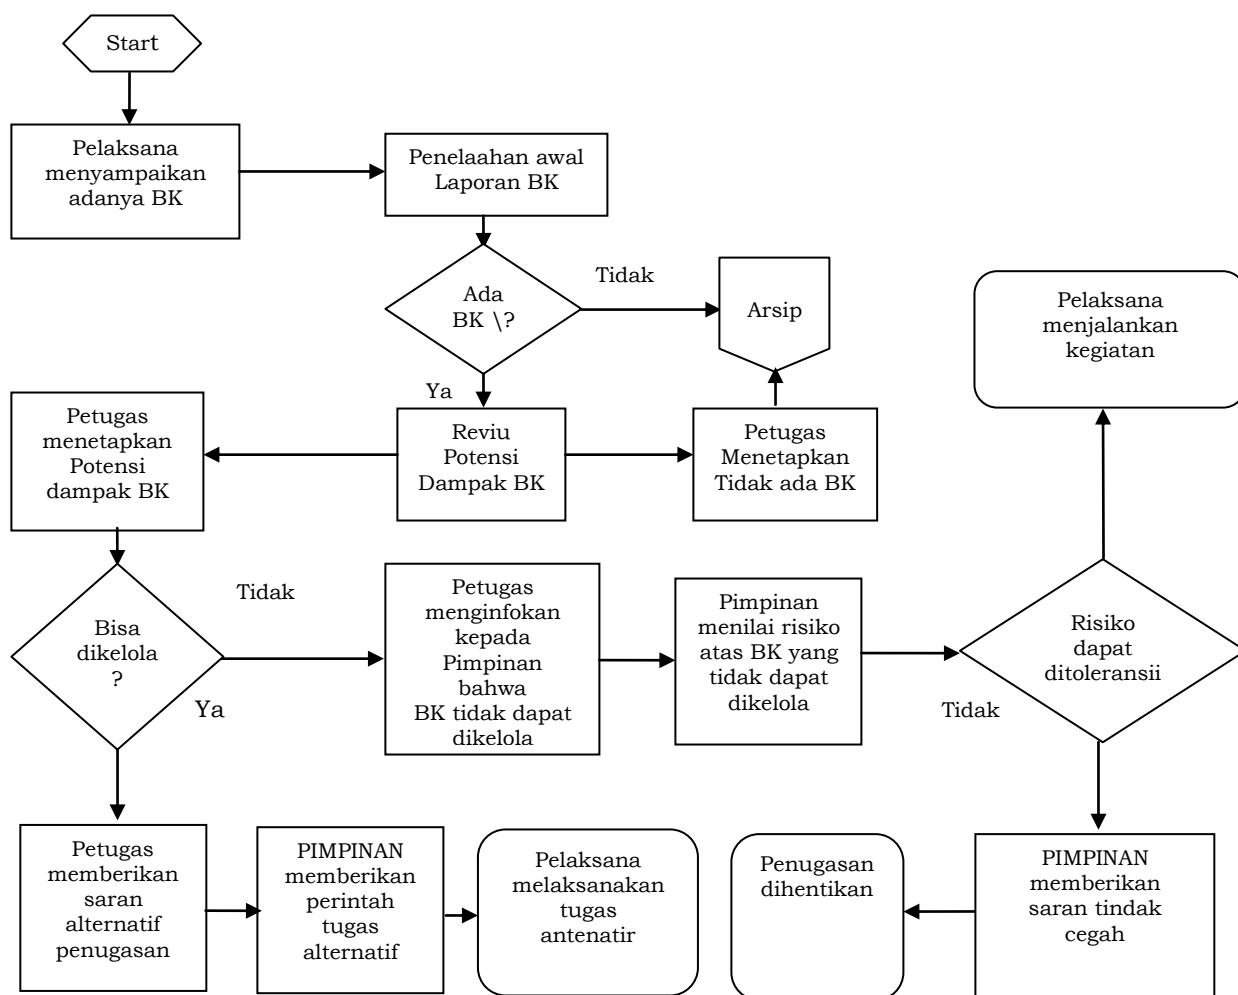 Start
Pelaksana
menyampaikan
adanya BK
Penelaahan awal
Laporan BK
Ada
BK \?
Tidak
Arsip
Pelaksana
menjalankan
kegiatan
Ya
Petugas
menetapkan
Potensi
dampak BK
Reviu
Potensi
Dampak BK
Petugas
Menetapkan
Tidak ada BK
Bisa
dikelola
?
Tidak
Ya
Petugas
menginfokan
kepada
Pimpinan
bahwa
BK tidak dapat
dikelola
Pimpinan
menilai risiko
atas BK yang
tidak dapat
dikelola
Risiko
dapat
ditoleransii
Tidak
Petugas
memberikan
saran
alternatif
penugasan
PIMPINAN
memberikan
perintah
tugas
alternatif
Pelaksana
melaksanakan
tugas
antenatir
Penugasan
dihentikan
PIMPINAN
memberikan
saran tindak
cegah